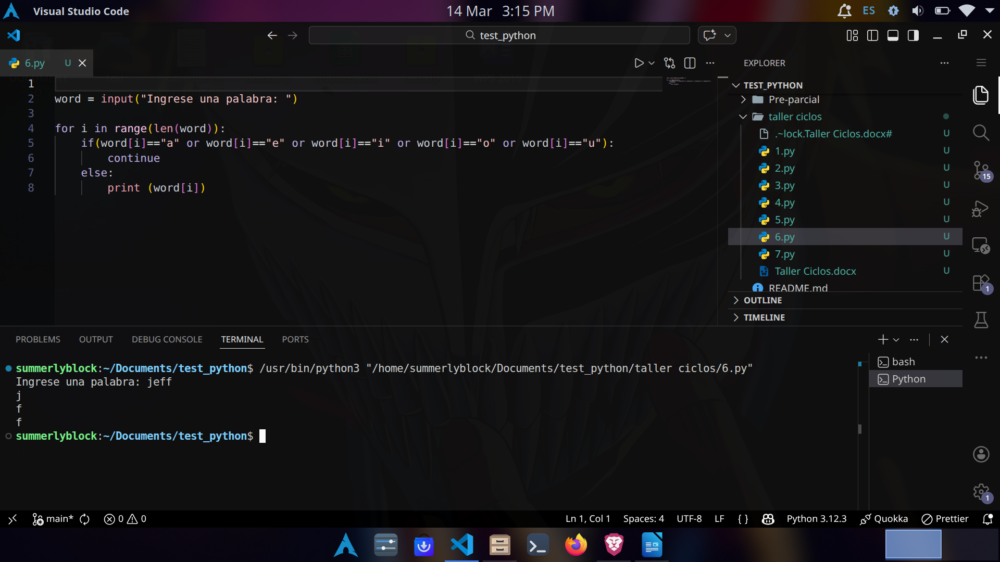 Visual Studio Code
14 Mar 3:15 PM
ES
test_python
6.py U
EXPLORER
1
2 word = input("Ingrese una palabra: ")
3
4 for i in range(len(word)):
5 if(word[i]=="a" or word[i]=="e" or word[i]=="i" or word[i]=="o" or word[i]=="u"):
6 continue
7 else:
8 print (word[i])
TEST_PYTHON
Pre-parcial
taller ciclos
.~lock.Taller Ciclos.docx# U
1.py U
2.py U
3.py U
4.py U
5.py U
6.py U
7.py U
Taller Ciclos.docx U
README.md
OUTLINE
TIMELINE
15
1
1
PROBLEMS OUTPUT DEBUG CONSOLE TERMINAL PORTS
summerlyblock:~/Documents/test_python$ /usr/bin/python3 "/home/summerlyblock/Documents/test_python/taller ciclos/6.py"
Ingrese una palabra: jeff
j
f
f
summerlyblock:~/Documents/test_python$
bash
Python
main* 0 0
Ln 1, Col 1 Spaces: 4 UTF-8 LF { } Python 3.12.3 Quokka Prettier